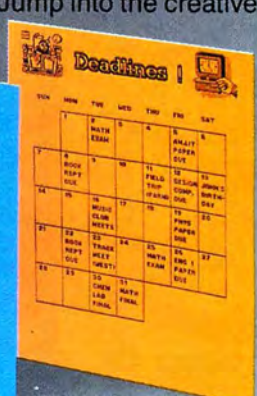 Jump into the creative
Deadlines!
SUN MON TUE WED THU FRI SAT
1 2 3 4 5 6
MATH
EXAM
PAPER
DUE
7 8 9 10 11 12 13
BOOK
REPT
DUE
FIELD
TRIP
DESIGN
COMP.
DUE
BIRTH-
DAY
14 15 16 17 18 19 20
MUSIC
CLUB
MEETS
PHYS
PAPER
DUE
21 22 23 24 25 26 27
BOOK
REPT
DUE
TRACK
MEET
MATH
EXAM
ENG 1
PAPER
DUE
28 29 30 31
CHEM
LAB
FINAL
MATH
FINAL